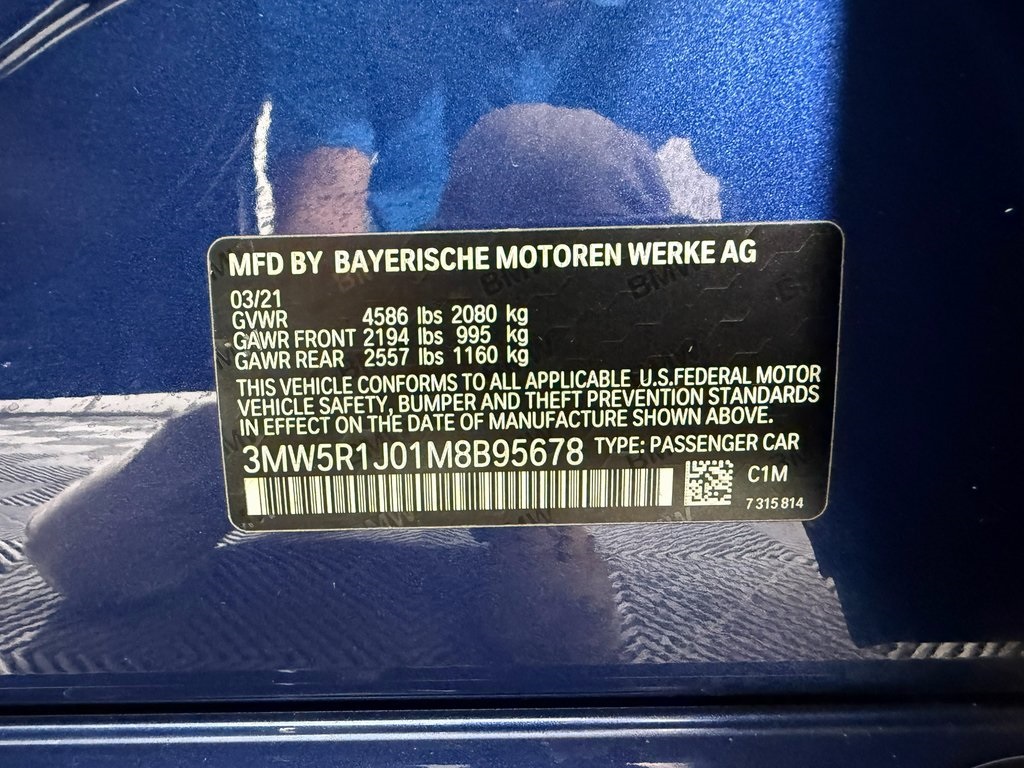 MFD BY BAYERISCHE MOTOREN WERKE AG
03/21
GVWR 4586 lbs 2080 kg
GAWR FRONT 2194 lbs 995 kg
GAWR REAR 2557 lbs 1160 kg
THIS VEHICLE CONFORMS TO ALL APPLICABLE U.S.FEDERAL MOTOR
VEHICLE SAFETY, BUMPER AND THEFT PREVENTION STANDARDS
IN EFFECT ON THE DATE OF MANUFACTURE SHOWN ABOVE.
3MW5R1J01M8B95678 TYPE: PASSENGER CAR
C1M
7 315 814